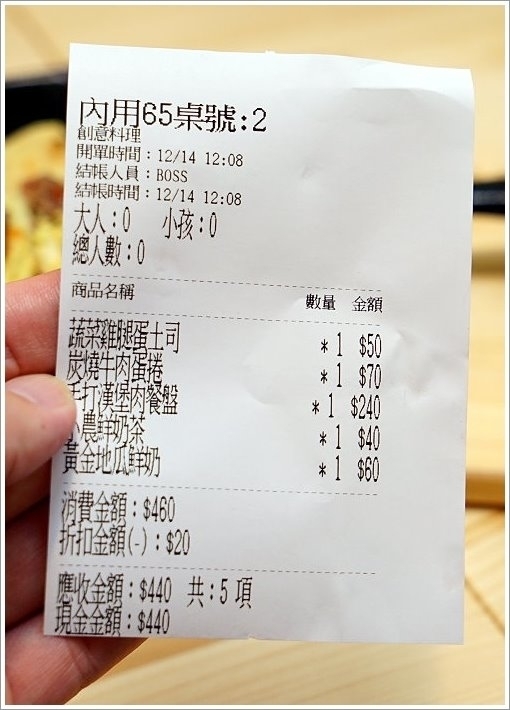 內用65桌號:2
創意料理
開單時間：12/14 12:08
結帳人員：BOSS
結帳時間：12/14 12:08
大人：0 小孩：0
總人數：0
商品名稱 數量 金額
蔬菜雞腿蛋土司 *1 $50
炭燒牛肉蛋捲 *1 $70
手打漢堡肉餐盤 *1 $240
小農鮮奶茶 *1 $40
黃金地瓜鮮奶 *1 $60
消費金額：$460
折扣金額(-)：$20
應收金額：$440 共：5 項
現金金額：$440